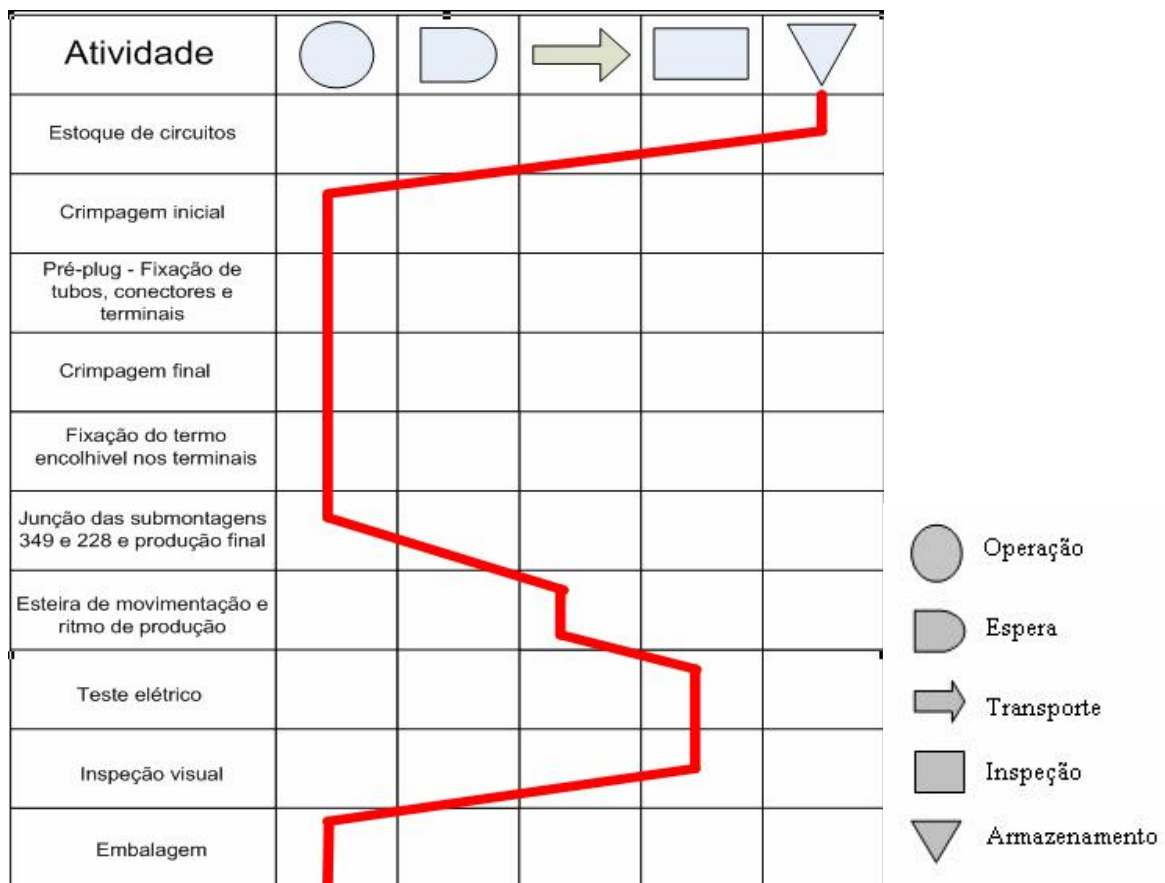 Atividade
Estoque de circuitos
Crimpagem inicial
Pré-plug - Fixação de
tubos, conectores e
terminais
Crimpagem final
Fixação do termo
encolhivel nos terminais
Junção das submontagens
349 e 228 e produção final
Esteira de movimentação e
ritmo de produção
Teste elétrico
Inspeção visual
Embalagem
Operação
Espera
Transporte
Inspeção
Armazenamento